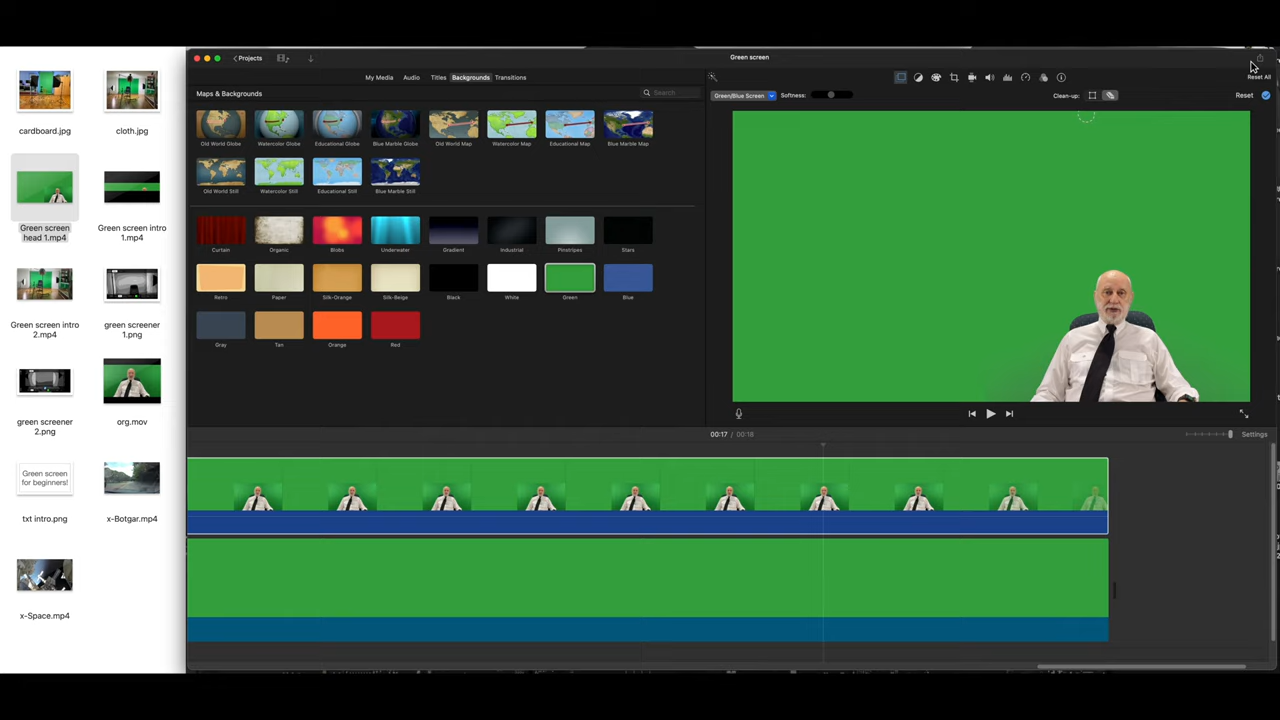 Projects
Green screen
My Media
Audio
Titles
Backgrounds
Transitions
Reset All
Maps & Backgrounds
Search
Green/Blue Screen
Softness:
Clean-up:
Reset
Old World Globe
Watercolor Globe
Educational Globe
Blue Marble Globe
Old World Map
Watercolor Map
Educational Map
Blue Marble Map
Old World Still
Watercolor Still
Educational Still
Blue Marble Still
Curtain
Organic
Blobs
Underwater
Gradient
Industrial
Pinstripes
Stars
Retro
Paper
Silk-Orange
Silk-Beige
Black
White
Green
Blue
Gray
Tan
Orange
Red
00:17 / 00:18
Settings
cardboard.jpg
cloth.jpg
Green screen
head 1.mp4
Green screen intro
1.mp4
Green screen intro
2.mp4
green screener
1.png
green screener
2.png
org.mov
Green screen
for beginners!
txt intro.png
x-Botgar.mp4
x-Space.mp4